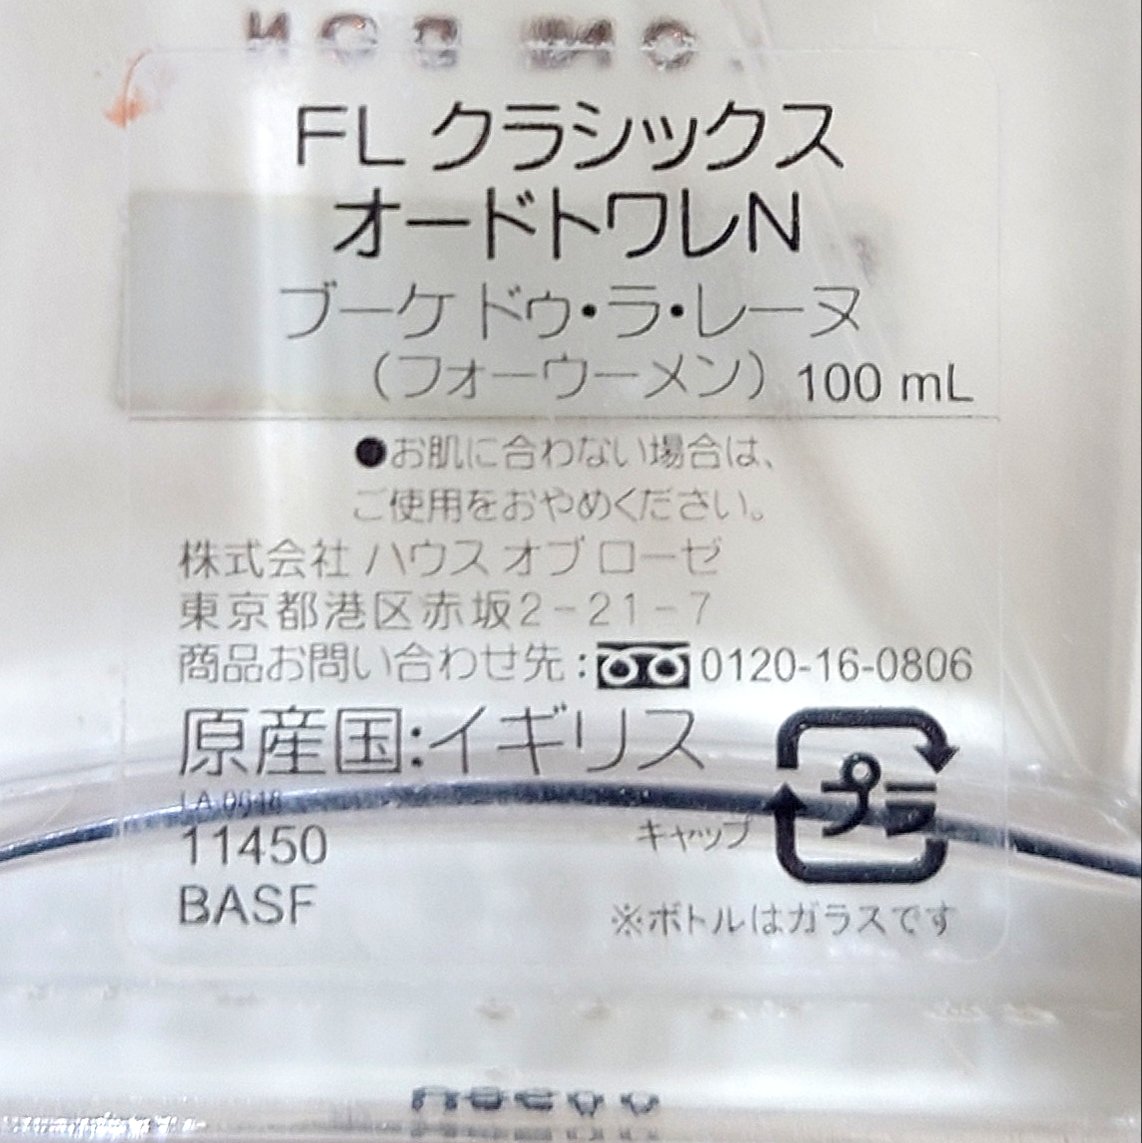 FL クラシックス
オードトワレN
ブーケ ドゥ・ラ・レーヌ
（フォーウーメン） 100 mL
●お肌に合わない場合は、
ご使用をおやめください。
株式会社 ハウス オブ ローゼ
東京都港区赤坂2-21-7
商品お問い合わせ先：0120-16-0806
原産国:イギリス
プラ
LA 0618
11450
キャップ
BASF
※ボトルはガラスです